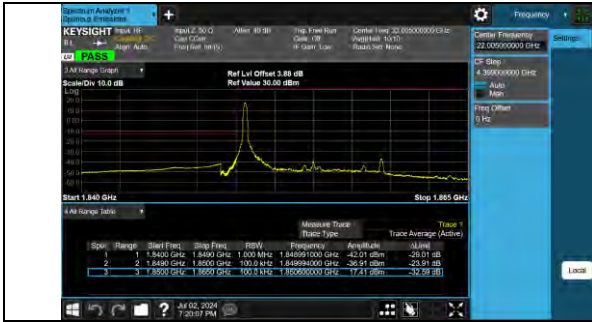 Spectrum Analyzer 1
Spurious Emissions
Frequency
KEYSIGHT Input: RF
Coupling: DC
Align: Auto
Input Z: 50 Ω
Corr CCorr
Freq Ref: Int (S)
Atten: 40 dB
Trig: Free Run
Gate: Off
IF Gain: Low
Center Freq: 22.005000000 GHz
Avg|Hold: 10/10
Radio Std: None
PASS
3 All Range Graph
Ref Lvl Offset 3.88 dB
Scale/Div 10.0 dB
Ref Value 30.00 dBm
Log
Start 1.840 GHz
Stop 1.865 GHz
4 All Range Table
Measure Trace
Trace 1
Trace Type
Trace Average (Active)
Spur Range Start Freq Stop Freq RBW Frequency Amplitude ΔLimit
1 1 1.8400 GHz 1.8490 GHz 1.000 MHz 1.848991000 GHz -42.01 dBm -29.01 dB
2 2 1.8490 GHz 1.8500 GHz 100.0 kHz 1.849994000 GHz -36.91 dBm -23.91 dB
3 3 1.8500 GHz 1.8650 GHz 100.0 kHz 1.850600000 GHz 17.41 dBm -32.59 dB
Center Frequency
22.005000000 GHz
Settings
CF Step
4.399000000 GHz
Auto
Man
Freq Offset
0 Hz
Local
Jul 02, 2024
7:20:07 PM